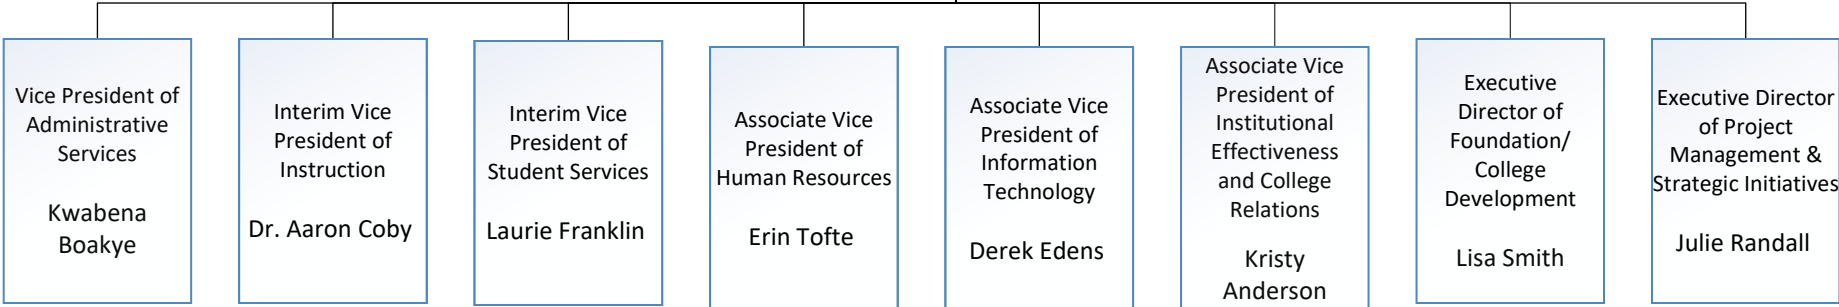 Vice President of
Administrative
Services
Kwabena
Boakye
Interim Vice
President of
Instruction
Dr. Aaron Coby
Interim Vice
President of
Student Services
Laurie Franklin
Associate Vice
President of
Human Resources
Erin Tofte
Associate Vice
President of
Information
Technology
Derek Edens
Associate Vice
President of
Institutional
Effectiveness
and College
Relations
Kristy
Anderson
Executive
Director of
Foundation/
College
Development
Lisa Smith
Executive Director
of Project
Management &
Strategic Initiatives
Julie Randall